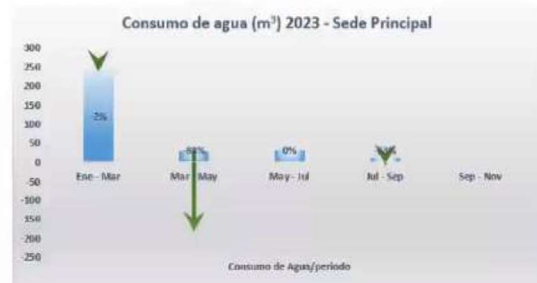 Consumo de agua (m³) 2023 - Sede Principal
300
250
200
150
100
50
0
-50
-100
-150
-200
-250
-2%
0%
Ene - Mar
Mar - May
May - Jul
Jul - Sep
Sep - Nov
Consumo de Agua/periodo